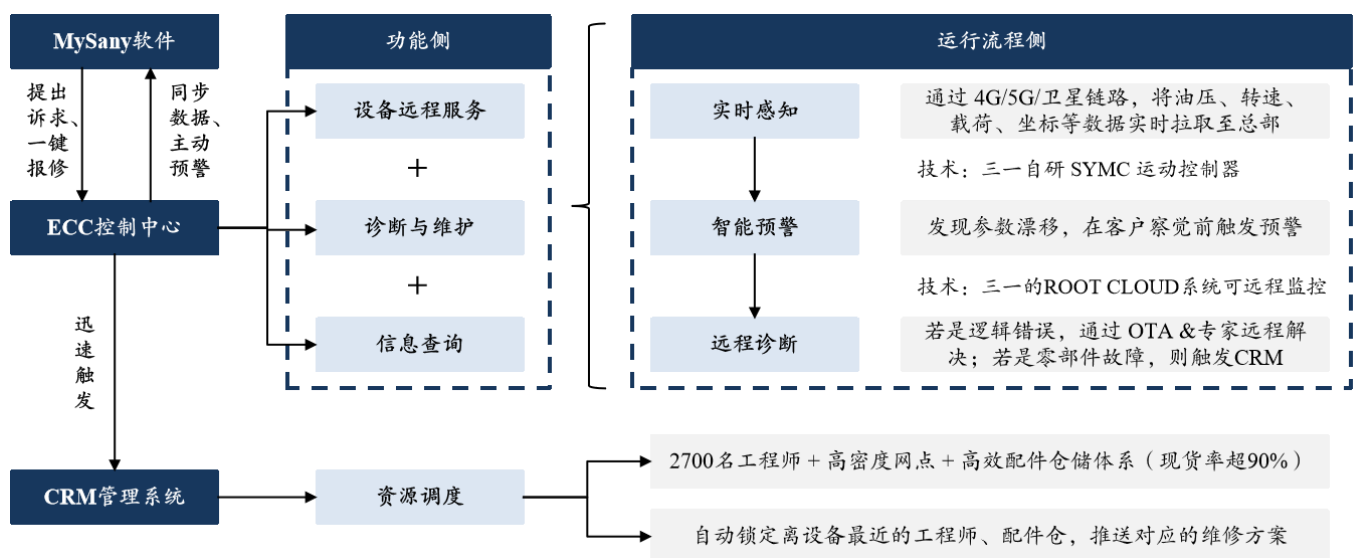 MySany软件
提出
诉求、
一键
报修
同步
数据、
主动
预警
ECC控制中心
迅
速
触
发
CRM管理系统
功能侧
设备远程服务
+
诊断与维护
+
信息查询
运行流程侧
实时感知
通过 4G/5G/卫星链路，将油压、转速、
载荷、坐标等数据实时拉取至总部
技术：三一自研 SYMC 运动控制器
智能预警
发现参数漂移，在客户察觉前触发预警
技术：三一的ROOT CLOUD系统可远程监控
远程诊断
若是逻辑错误，通过 OTA &专家远程解
决；若是零部件故障，则触发CRM
资源调度
2700名工程师 + 高密度网点 + 高效配件仓储体系（现货率超90%）
自动锁定离设备最近的工程师、配件仓，推送对应的维修方案